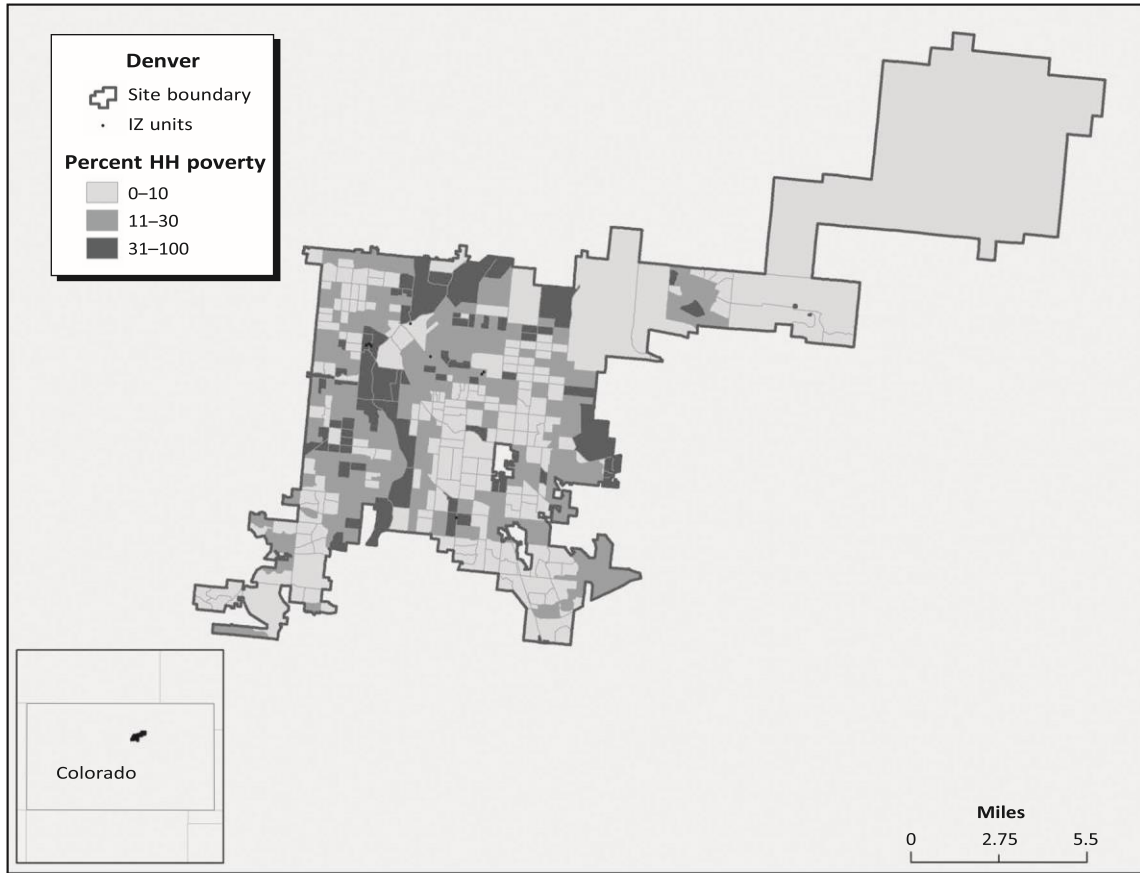 Denver
Site boundary
IZ units
Percent HH poverty
0–10
11–30
31–100
Colorado
Miles
0 2.75 5.5